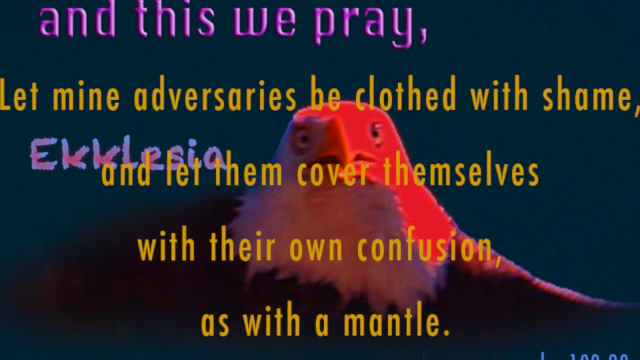 and this we pray,
Let mine adversaries be clothed with shame,
Ekklesia
and let them cover themselves
with their own confusion,
as with a mantle.